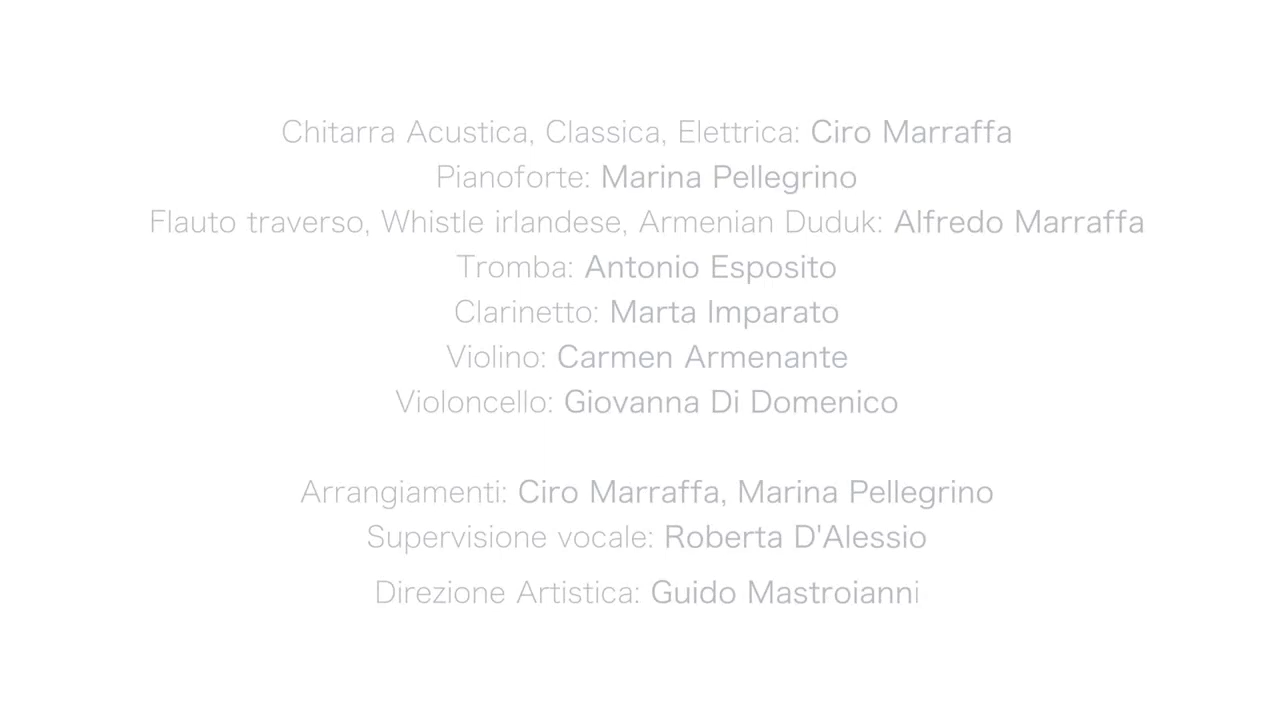 Chitarra Acustica, Classica, Elettrica: Ciro Marraffa
Pianoforte: Marina Pellegrino
Flauto traverso, Whistle irlandese, Armenian Duduk: Alfredo Marraffa
Tromba: Antonio Esposito
Clarinetto: Marta Imparato
Violino: Carmen Armenante
Violoncello: Giovanna Di Domenico
Arrangiamenti: Ciro Marraffa, Marina Pellegrino
Supervisione vocale: Roberta D'Alessio
Direzione Artistica: Guido Mastroianni